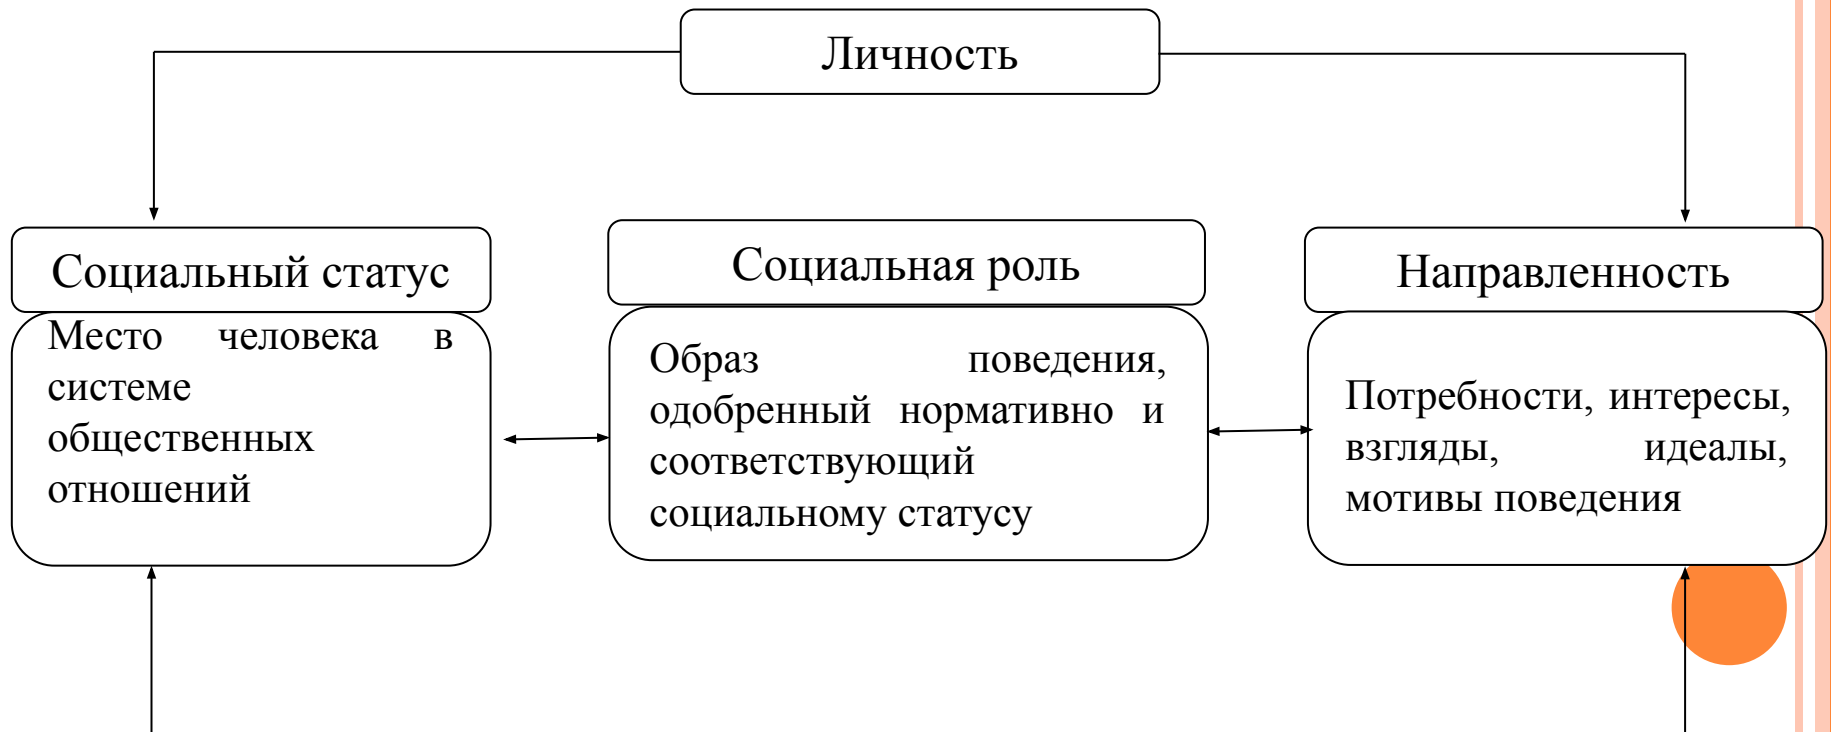 Личность
Социальный статус
Место человека в
системе
общественных
отношений
Социальная роль
Образ поведения,
одобренный нормативно и
соответствующий
социальному статусу
Направленность
Потребности, интересы,
взгляды, идеалы,
мотивы поведения